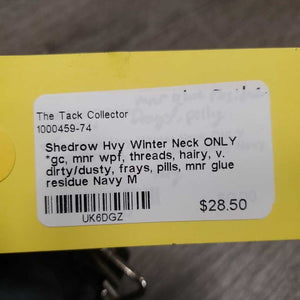 The Tack Collector
1000459-74
Shedrow Hvy WInter Neck ONLY
*gc, mnr wpf, threads, hairy, v.
dirty/dusty, frays, pills, mnr glue
residue Navy M
UK6DGZ
$28.50